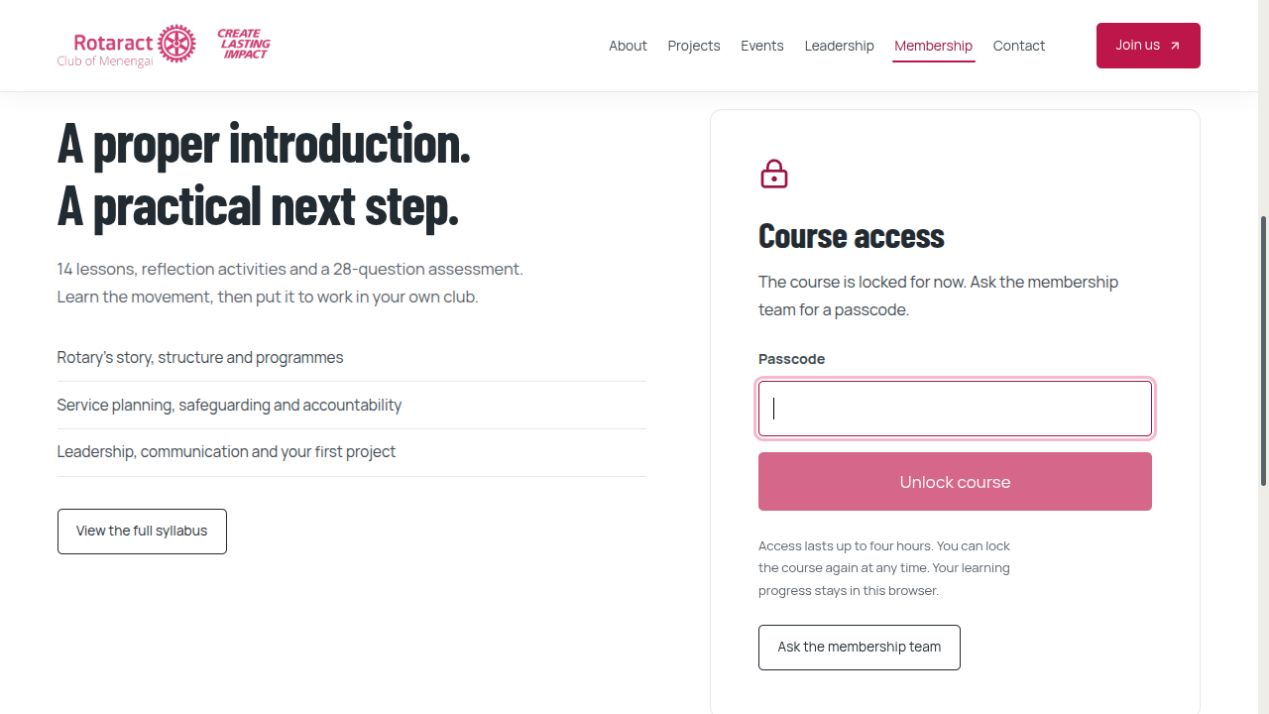 Rotaract
Club of Menengai
CREATE
LASTING
IMPACT
About
Projects
Events
Leadership
Membership
Contact
Join us
A proper introduction.
A practical next step.
14 lessons, reflection activities and a 28-question assessment.
Learn the movement, then put it to work in your own club.
Rotary’s story, structure and programmes
Service planning, safeguarding and accountability
Leadership, communication and your first project
View the full syllabus
Course access
The course is locked for now. Ask the membership
team for a passcode.
Passcode
Unlock course
Access lasts up to four hours. You can lock
the course again at any time. Your learning
progress stays in this browser.
Ask the membership team